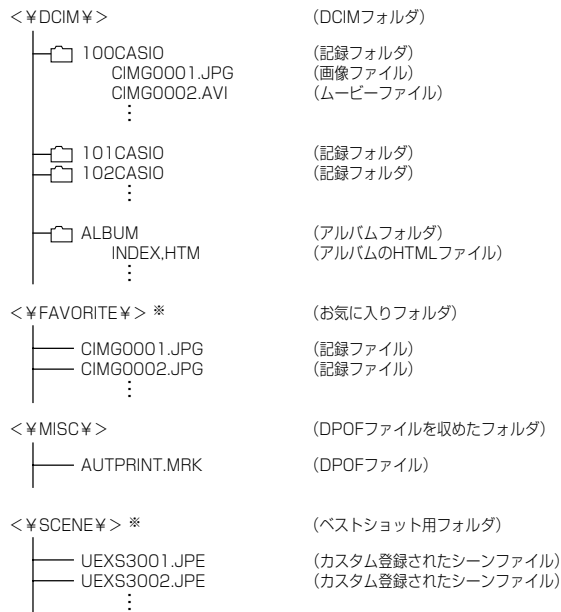 <¥DCIM¥> (DCIMフォルダ)
100CASIO (記録フォルダ)
CIMG0001.JPG (画像ファイル)
CIMG0002.AVI (ムービーファイル)
⋮
101CASIO (記録フォルダ)
102CASIO (記録フォルダ)
⋮
ALBUM (アルバムフォルダ)
INDEX,HTM (アルバムのHTMLファイル)
⋮
<¥FAVORITE¥> ※ (お気に入りフォルダ)
CIMG0001.JPG (記録ファイル)
CIMG0002.JPG (記録ファイル)
⋮
<¥MISC¥> (DPOFファイルを収めたフォルダ)
AUTPRINT.MRK (DPOFファイル)
<¥SCENE¥> ※ (ベストショット用フォルダ)
UEXS3001.JPE (カスタム登録されたシーンファイル)
UEXS3002.JPE (カスタム登録されたシーンファイル)
⋮